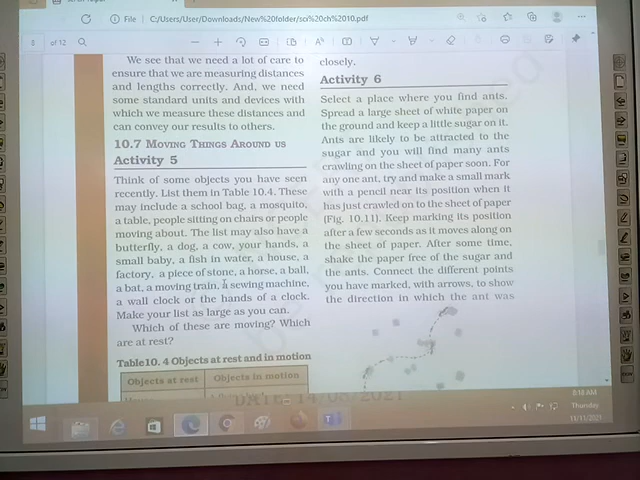 File C:/Users/User/Downloads/New%20folder/so%20ch%2010.pdf
8 of 12
We see that we need a lot of care to
ensure that we are measuring distances
and lengths correctly. And, we need
some standard units and devices with
which we measure these distances and
can convey our results to others.
10.7 MOVING THINGS AROUND US
Activity 5
Think of some objects you have seen
recently. List them in Table 10.4. These
may include a school bag, a mosquito,
a table, people sitting on chairs or people
moving about. The list may also have a
butterfly, a dog, a cow, your hands, a
small baby, a fish in water, a house, a
factory, a piece of stone, a horse, a ball,
a bat, a moving train, a sewing machine,
a wall clock or the hands of a clock.
Make your list as large as you can.
Which of these are moving? Which
are at rest?
Table10. 4 Objects at rest and in motion
Objects at rest Objects in motion
closely.
Activity 6
Select a place where you find ants.
Spread a large sheet of white paper on
the ground and keep a little sugar on it.
Ants are likely to be attracted to the
sugar and you will find many ants
crawling on the sheet of paper soon. For
any one ant, try and make a small mark
with a pencil near its position when it
has just crawled on to the sheet of paper
(Fig. 10.11). Keep marking its position
after a few seconds as it moves along on
the sheet of paper. After some time,
shake the paper free of the sugar and
the ants. Connect the different points
you have marked, with arrows, to show
the direction in which the ant was
8:18 AM
Thursday
11/11/2021